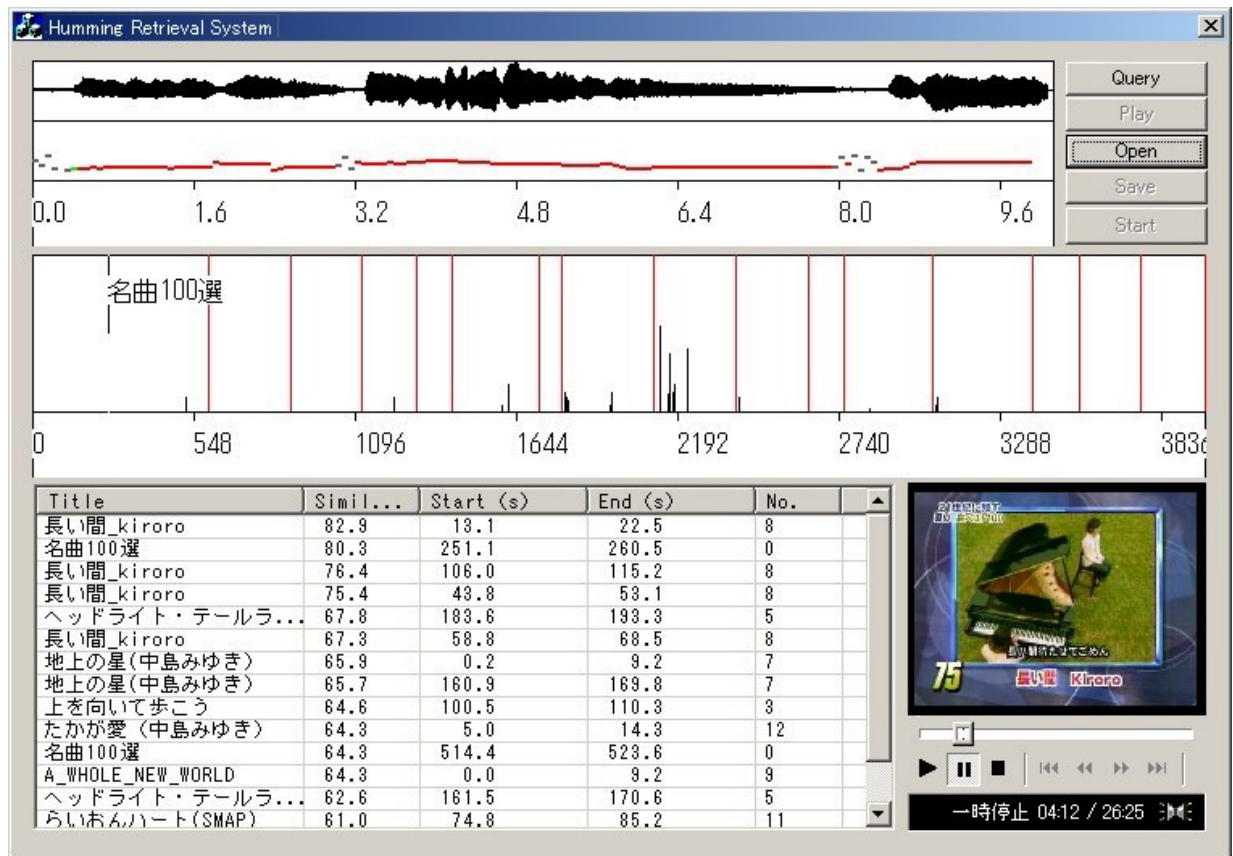 Humming Retrieval System
Query
Play
Open
Save
Start
0.0 1.6 3.2 4.8 6.4 8.0 9.6
名曲100選
0 548 1096 1644 2192 2740 3288 3836
Title Simil... Start (s) End (s) No.
長い間_kiroro 82.9 13.1 22.5 8
名曲100選 80.3 251.1 260.5 0
長い間_kiroro 76.4 106.0 115.2 8
長い間_kiroro 75.4 43.8 53.1 8
ヘッドライト・テールラ... 67.8 183.6 193.3 5
長い間_kiroro 67.3 58.8 68.5 8
地上の星(中島みゆき) 65.9 0.2 9.2 7
地上の星(中島みゆき) 65.7 160.9 169.8 7
上を向いて歩こう 64.6 100.5 110.3 3
たかが愛 (中島みゆき) 64.3 5.0 14.3 12
名曲100選 64.3 514.4 523.6 0
A_WHOLE_NEW_WORLD 64.3 0.0 9.2 9
ヘッドライト・テールラ... 62.6 161.5 170.6 5
らいおんハート(SMAP) 61.0 74.8 85.2 11
長い間待たせてごめん
75 長い間 Kiroro
一時停止 04:12 / 26:25